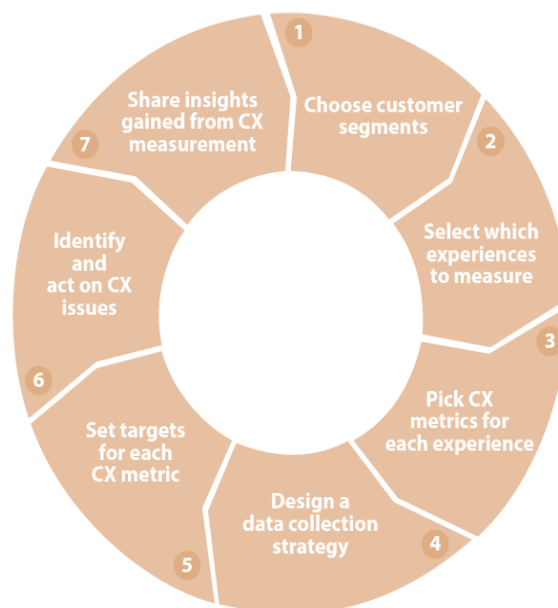 1
Choose customer
segments
2
Select which
experiences
to measure
3
Pick CX
metrics for
each experience
4
Design a
data collection
strategy
5
Set targets
for each
CX metric
6
Identify
and
act on CX
issues
7
Share insights
gained from CX
measurement